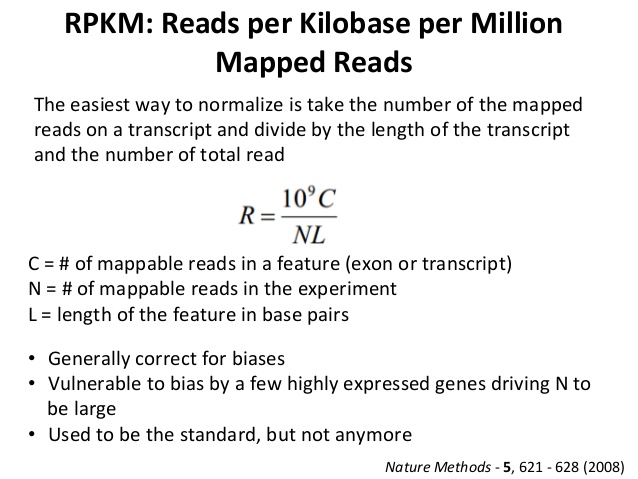 RPKM: Reads per Kilobase per Million
Mapped Reads
The easiest way to normalize is take the number of the mapped
reads on a transcript and divide by the length of the transcript
and the number of total read
R = 10⁹C / NL
C = # of mappable reads in a feature (exon or transcript)
N = # of mappable reads in the experiment
L = length of the feature in base pairs
• Generally correct for biases
• Vulnerable to bias by a few highly expressed genes driving N to
be large
• Used to be the standard, but not anymore
Nature Methods - 5, 621 - 628 (2008)